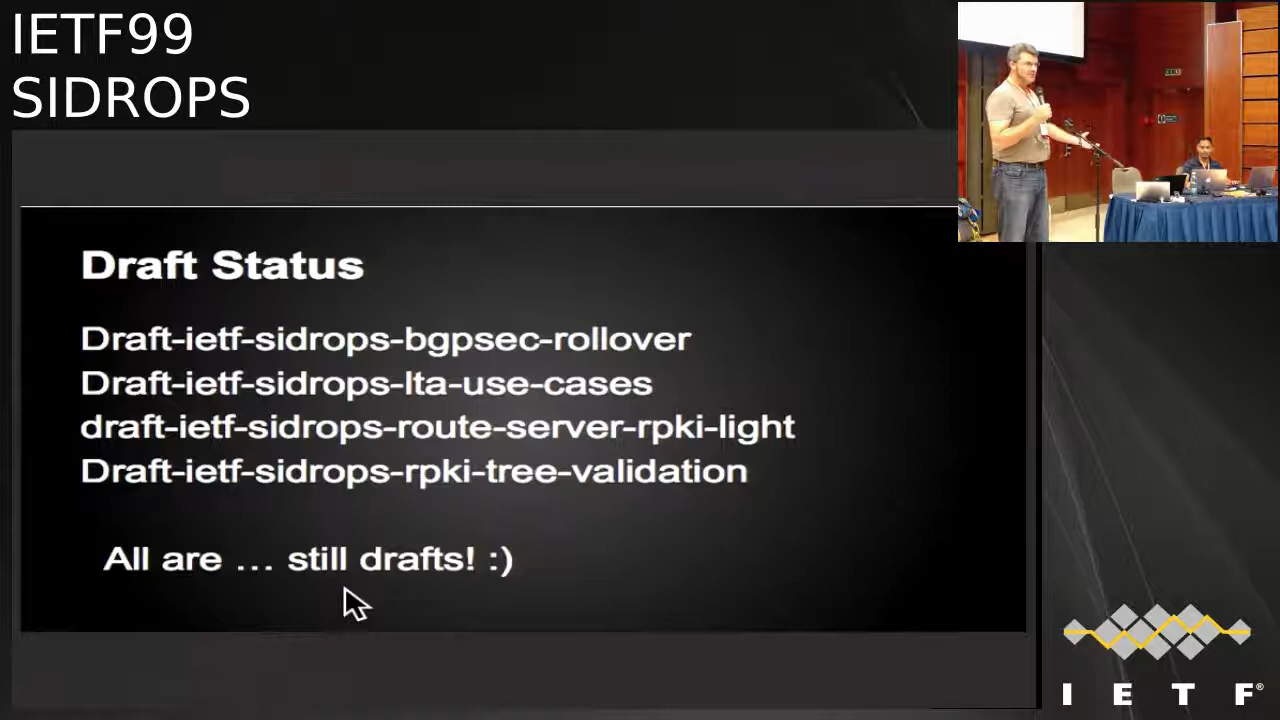 IETF99
SIDROPS
Draft Status
Draft-ietf-sidrops-bgpsec-rollover
Draft-ietf-sidrops-lta-use-cases
draft-ietf-sidrops-route-server-rpki-light
Draft-ietf-sidrops-rpki-tree-validation
All are … still drafts! :)
I E T F®